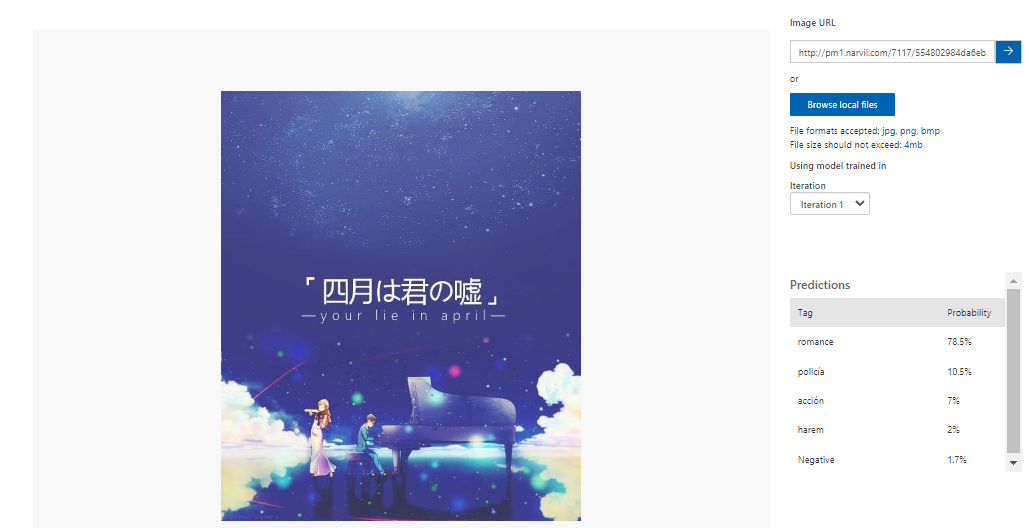 Image URL
http://pm1.narvii.com/7117/554802984da6eb
or
Browse local files
File formats accepted: jpg, png, bmp
File size should not exceed: 4mb
Using model trained in
Iteration
Iteration 1
「四月は君の嘘」
—your lie in april—
Predictions
Tag Probability
romance 78.5%
policía 10.5%
acción 7%
harem 2%
Negative 1.7%